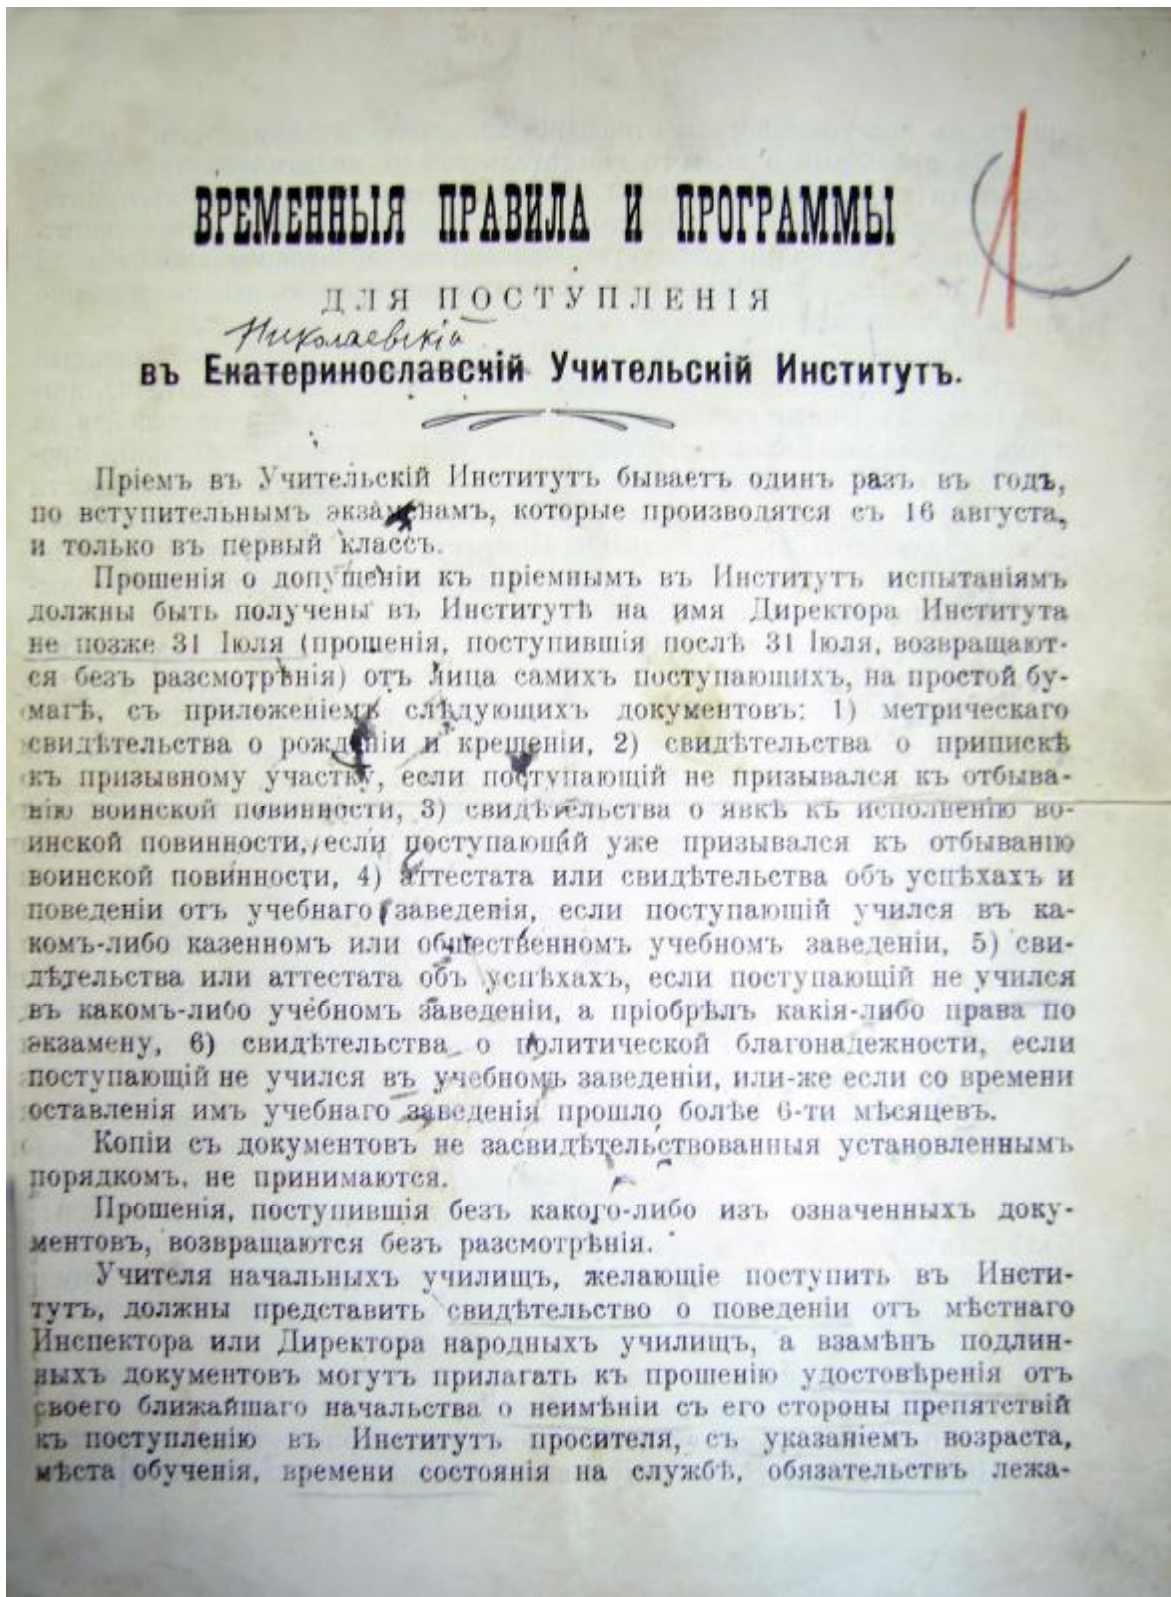 ВРЕМЕННЫЯ ПРАВИЛА И ПРОГРАММЫ
ДЛЯ ПОСТУПЛЕНІЯ
Николаевскій
въ Екатеринославскій Учительскій Институтъ.
Пріемъ въ Учительскій Институтъ бываетъ одинъ разъ въ годъ,
по вступительнымъ экзаменамъ, которые производятся съ 16 августа,
и только въ первый классъ.
Прошенія о допущеніи къ пріемнымъ въ Институтъ испытаніямъ
должны быть получены въ Институтѣ на имя Директора Института
не позже 31 Іюля (прошенія, поступившія послѣ 31 Іюля, возвращают-
ся безъ разсмотрѣнія) отъ лица самихъ поступающихъ, на простой бу-
магѣ, съ приложеніемъ слѣдующихъ документовъ: 1) метрическаго
свидѣтельства о рожденіи и крещеніи, 2) свидѣтельства о припискѣ
къ призывному участку, если поступающій не призывался къ отбыва-
нію воинской повинности, 3) свидѣтельства о явкѣ къ исполненію во-
инской повинности, если поступающій уже призывался къ отбыванію
воинской повинности, 4) аттестата или свидѣтельства объ успѣхахъ и
поведеніи отъ учебнаго заведенія, если поступающій учился въ ка-
комъ-либо казенномъ или общественномъ учебномъ заведеніи, 5) сви-
дѣтельства или аттестата объ успѣхахъ, если поступающій не учился
въ какомъ-либо учебномъ заведеніи, а пріобрѣлъ какія-либо права по
экзамену, 6) свидѣтельства о политической благонадежности, если
поступающій не учился въ учебномъ заведеніи, или-же если со времени
оставленія имъ учебнаго заведенія прошло болѣе 6-ти мѣсяцевъ.
Копіи съ документовъ не засвидѣтельствованныя установленнымъ
порядкомъ, не принимаются.
Прошенія, поступившія безъ какого-либо изъ означенныхъ доку-
ментовъ, возвращаются безъ разсмотрѣнія.
Учителя начальныхъ училищъ, желающіе поступить въ Инсти-
тутъ, должны представить свидѣтельство о поведеніи отъ мѣстнаго
Инспектора или Директора народныхъ училищъ, а взамѣнъ подлин-
ныхъ документовъ могутъ прилагать къ прошенію удостовѣренія отъ
своего ближайшаго начальства о неимѣніи съ его стороны препятствій
къ поступленію въ Институтъ просителя, съ указаніемъ возраста,
мѣста обученія, времени состоянія на службѣ, обязательствъ лежа-